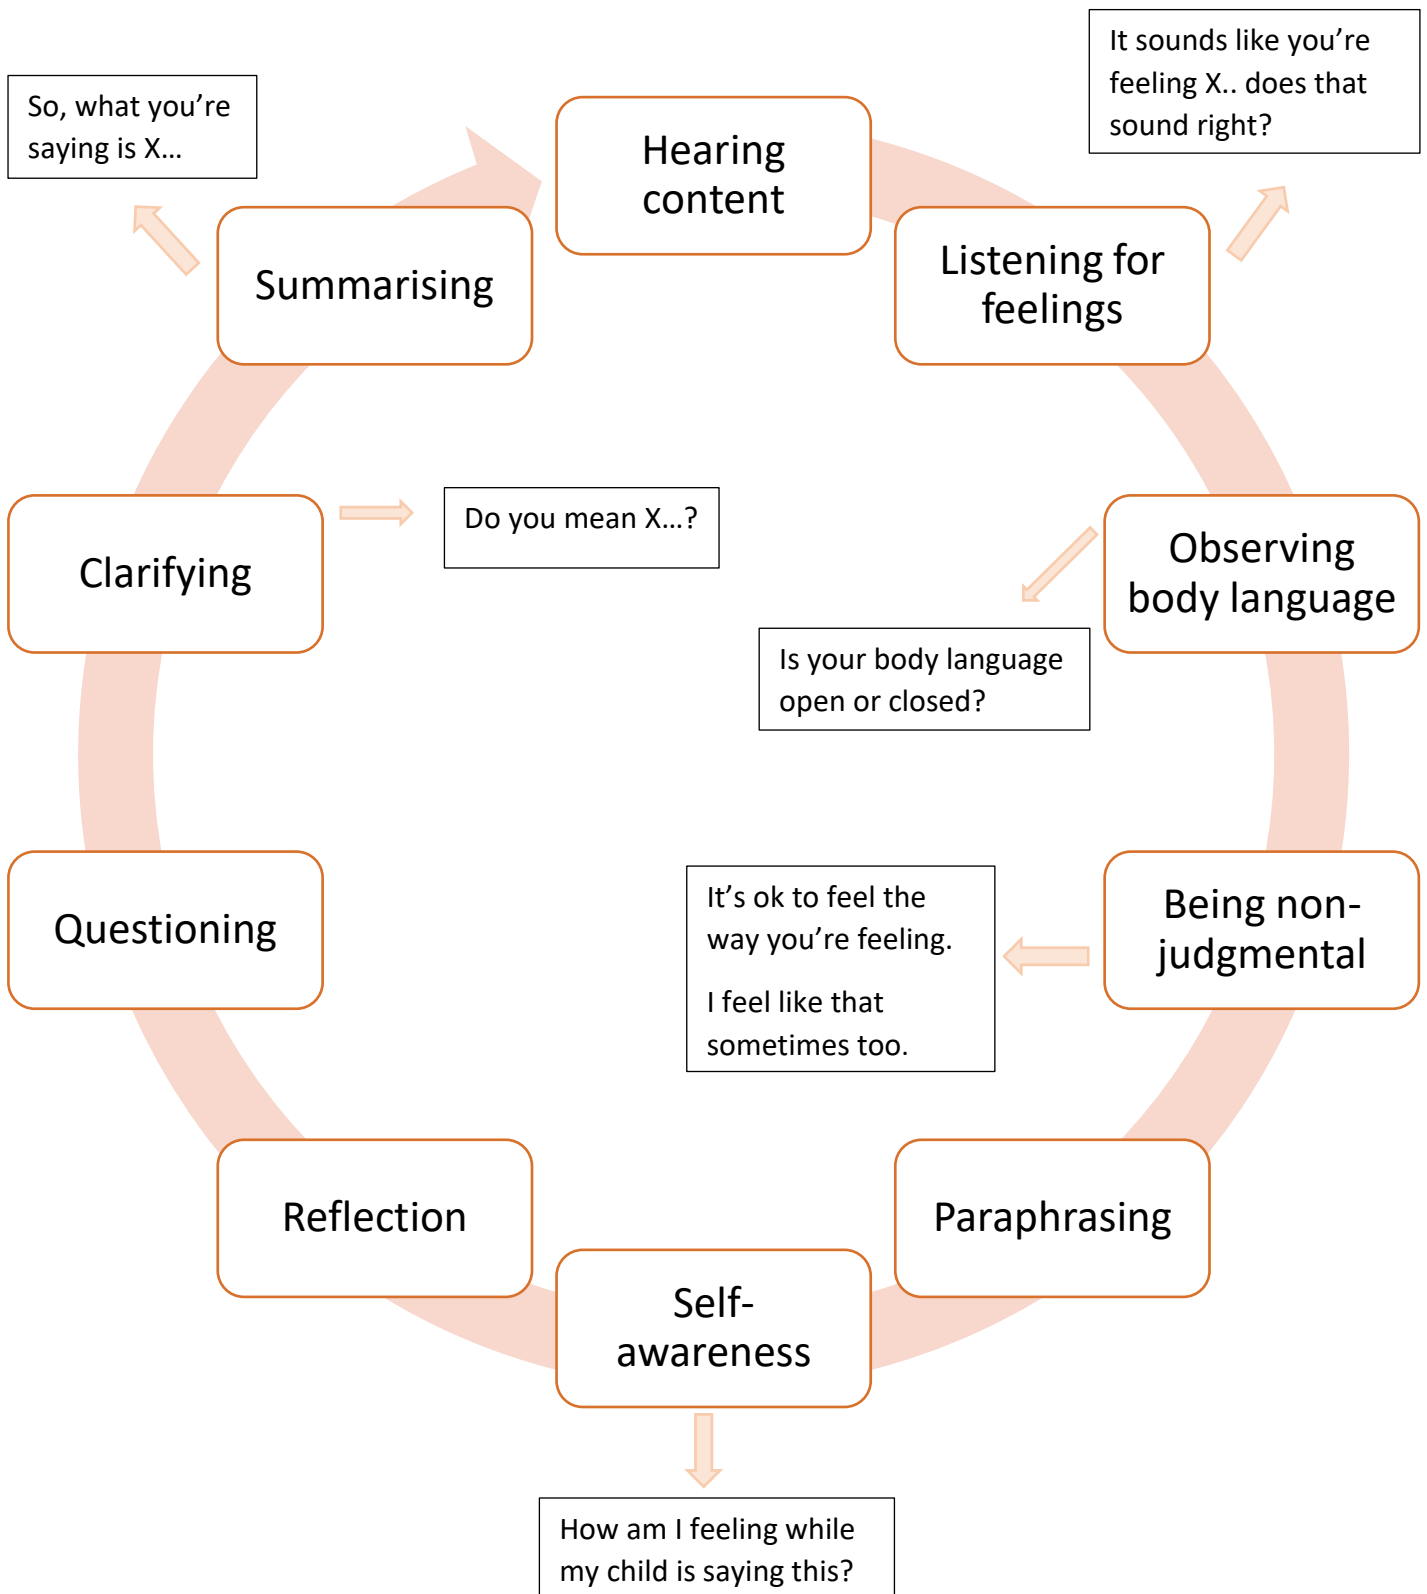 Hearing
content
It sounds like you’re
feeling X.. does that
sound right?
Listening for
feelings
Observing
body language
Is your body language
open or closed?
Being non-
judgmental
It’s ok to feel the
way you’re feeling.
I feel like that
sometimes too.
Paraphrasing
Self-
awareness
How am I feeling while
my child is saying this?
Reflection
Questioning
Clarifying
Do you mean X…?
Summarising
So, what you’re
saying is X…